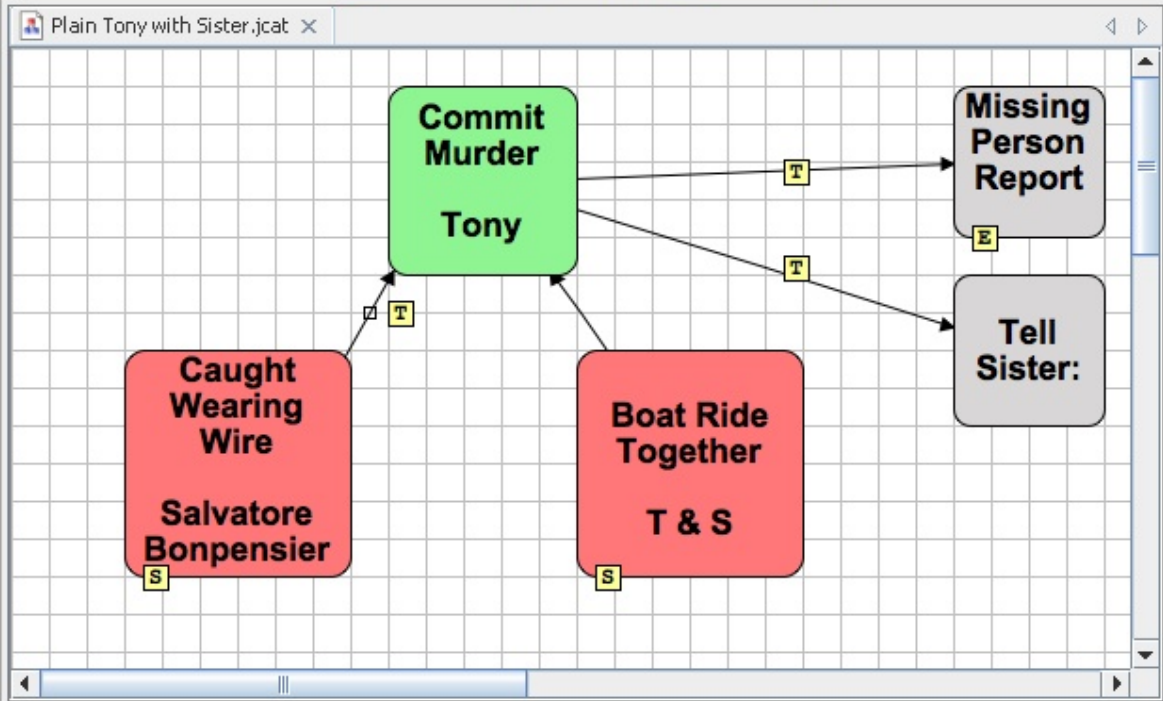 Plain Tony with Sister.jcat
Commit
Murder
Tony
T
T
T
Missing
Person
Report
E
Tell
Sister:
Caught
Wearing
Wire
Salvatore
Bonpensier
S
Boat Ride
Together
T & S
S